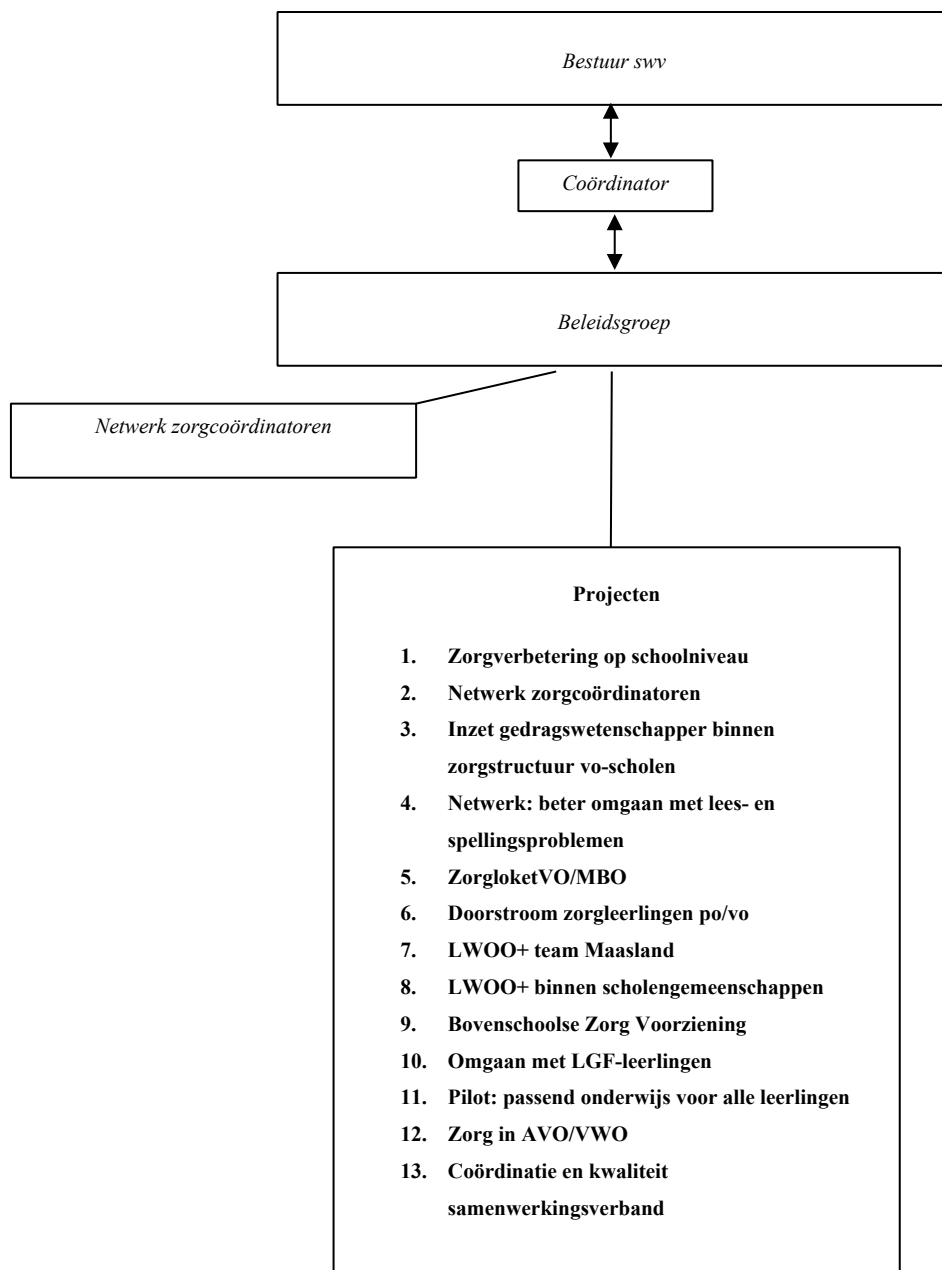 Bestuur swv
Coördinator
Beleidsgroep
Netwerk zorgcoördinatoren
Projecten
1. Zorgverbetering op schoolniveau
2. Netwerk zorgcoördinatoren
3. Inzet gedragswetenschapper binnen
zorgstructuur vo-scholen
4. Netwerk: beter omgaan met lees- en
spellingsproblemen
5. ZorgloketVO/MBO
6. Doorstroom zorgleerlingen po/vo
7. LWOO+ team Maasland
8. LWOO+ binnen scholengemeenschappen
9. Bovenschoolse Zorg Voorziening
10. Omgaan met LGF-leerlingen
11. Pilot: passend onderwijs voor alle leerlingen
12. Zorg in AVO/VWO
13. Coördinatie en kwaliteit
samenwerkingsverband